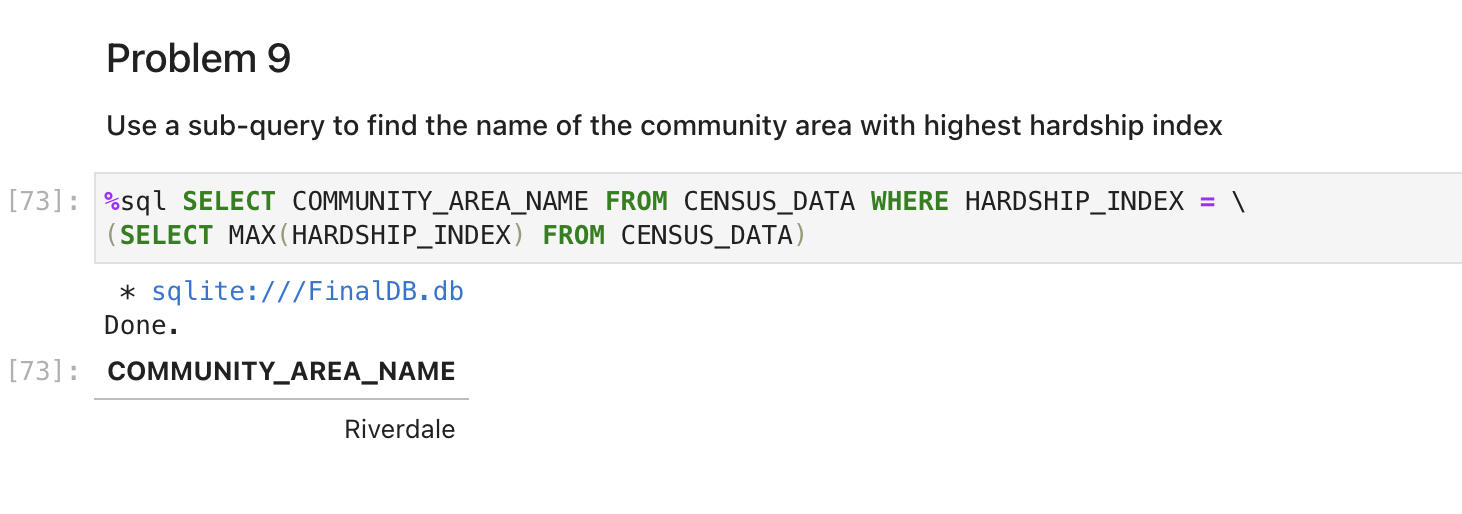 Problem 9
Use a sub-query to find the name of the community area with highest hardship index
[73]: %sql SELECT COMMUNITY_AREA_NAME FROM CENSUS_DATA WHERE HARDSHIP_INDEX = \
(SELECT MAX(HARDSHIP_INDEX) FROM CENSUS_DATA)
* sqlite:///FinalDB.db
Done.
[73]: COMMUNITY_AREA_NAME
Riverdale